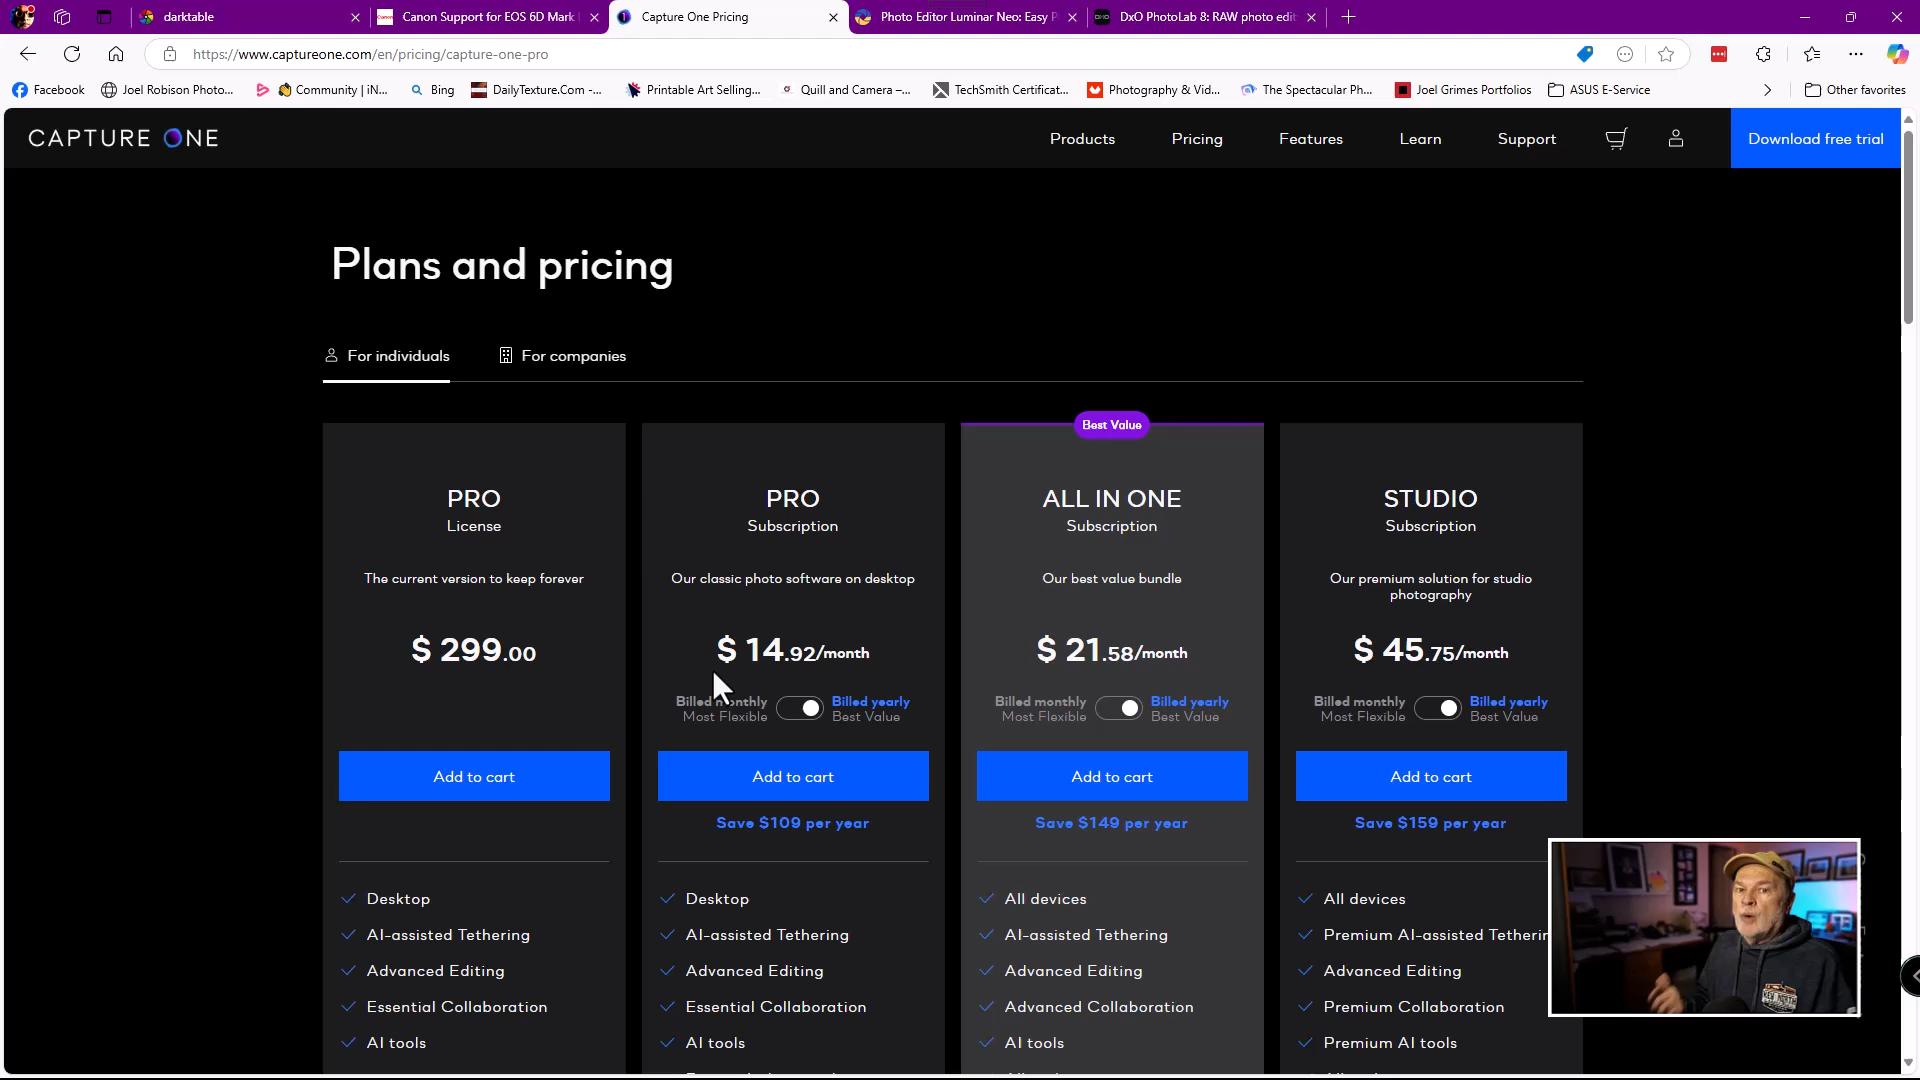 darktable
Canon Support for EOS 6D Mark
Capture One Pricing
Photo Editor Luminar Neo: Easy P
DxO PhotoLab 8: RAW photo edit
https://www.captureone.com/en/pricing/capture-one-pro
Facebook
Joel Robison Photo...
Community | iN...
Bing
DailyTexture.Com -...
Printable Art Selling...
Quill and Camera –...
TechSmith Certificat...
Photography & Vid...
The Spectacular Ph...
Joel Grimes Portfolios
ASUS E-Service
Other favorites
CAPTURE ONE
Products
Pricing
Features
Learn
Support
Download free trial
Plans and pricing
For individuals
For companies
PRO
License
The current version to keep forever
$ 299.00
Add to cart
Desktop
AI-assisted Tethering
Advanced Editing
Essential Collaboration
AI tools
PRO
Subscription
Our classic photo software on desktop
$ 14.92/month
Billed monthly
Most Flexible
Billed yearly
Best Value
Add to cart
Save $109 per year
Desktop
AI-assisted Tethering
Advanced Editing
Essential Collaboration
AI tools
Best Value
ALL IN ONE
Subscription
Our best value bundle
$ 21.58/month
Billed monthly
Most Flexible
Billed yearly
Best Value
Add to cart
Save $149 per year
All devices
AI-assisted Tethering
Advanced Editing
Advanced Collaboration
AI tools
STUDIO
Subscription
Our premium solution for studio
photography
$ 45.75/month
Billed monthly
Most Flexible
Billed yearly
Best Value
Add to cart
Save $159 per year
All devices
Premium AI-assisted Tetherin
Advanced Editing
Premium Collaboration
Premium AI tools